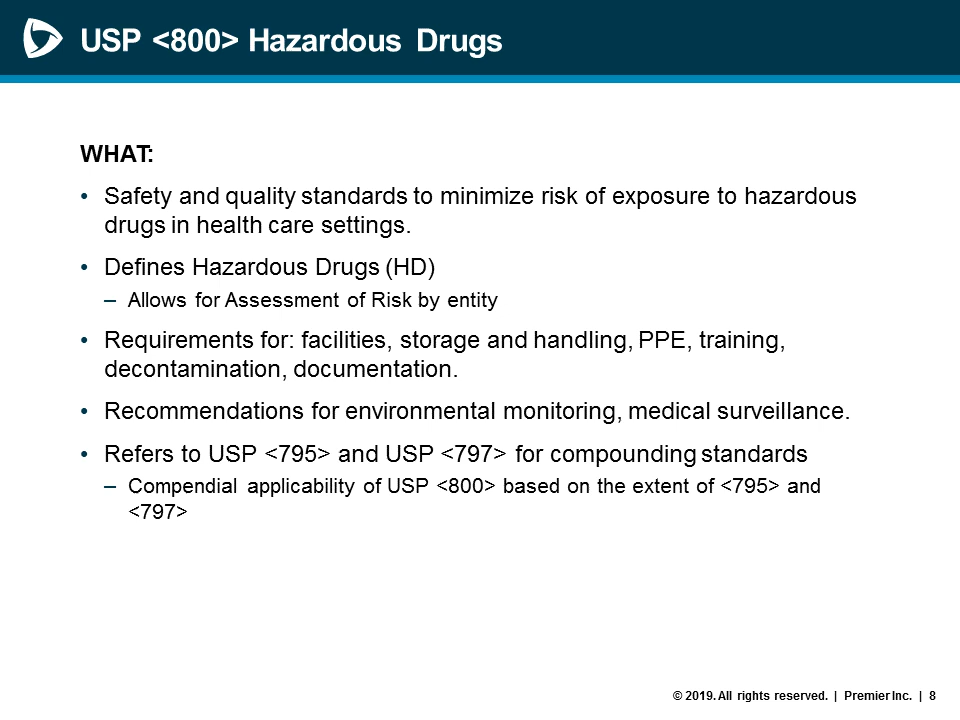 USP <800> Hazardous Drugs
WHAT:
• Safety and quality standards to minimize risk of exposure to hazardous
drugs in health care settings.
• Defines Hazardous Drugs (HD)
– Allows for Assessment of Risk by entity
• Requirements for: facilities, storage and handling, PPE, training,
decontamination, documentation.
• Recommendations for environmental monitoring, medical surveillance.
• Refers to USP <795> and USP <797> for compounding standards
– Compendial applicability of USP <800> based on the extent of <795> and
<797>
© 2019. All rights reserved. | Premier Inc. | 8